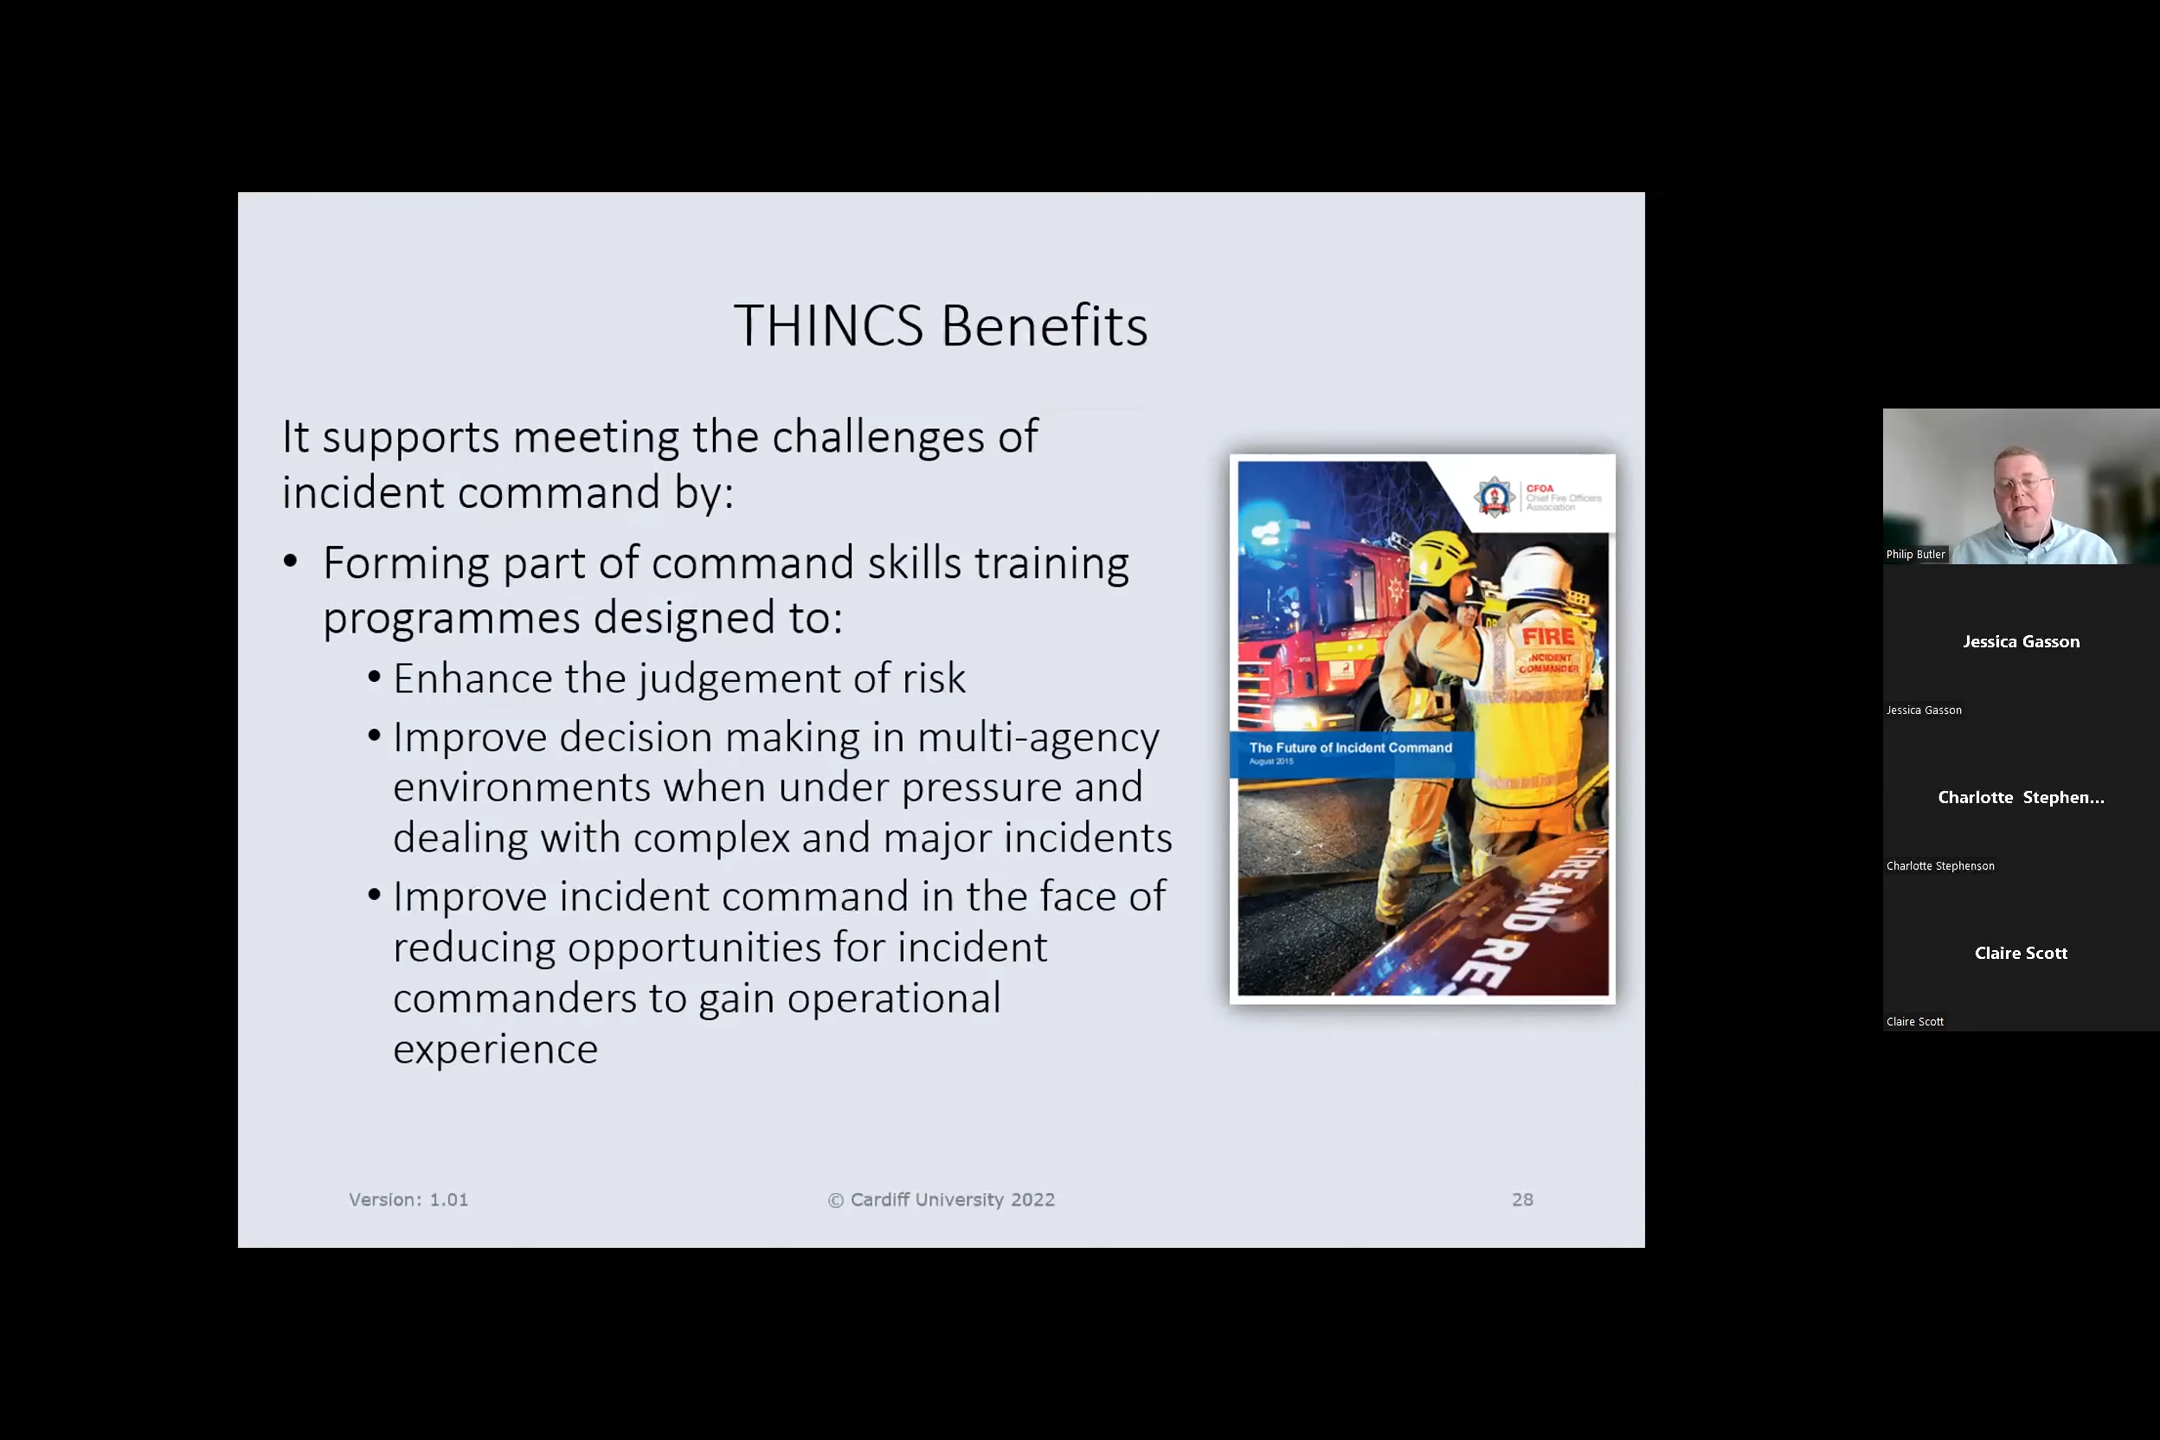 THINCS Benefits
It supports meeting the challenges of
incident command by:
• Forming part of command skills training
programmes designed to:
• Enhance the judgement of risk
• Improve decision making in multi-agency
environments when under pressure and
dealing with complex and major incidents
• Improve incident command in the face of
reducing opportunities for incident
commanders to gain operational
experience
CFOA
Chief Fire Officers
Association
FIRE
INCIDENT
COMMANDER
The Future of Incident Command
August 2015
FIRE AND RES
Version: 1.01
© Cardiff University 2022
28
Philip Butler
Jessica Gasson
Jessica Gasson
Charlotte Stephen...
Charlotte Stephenson
Claire Scott
Claire Scott